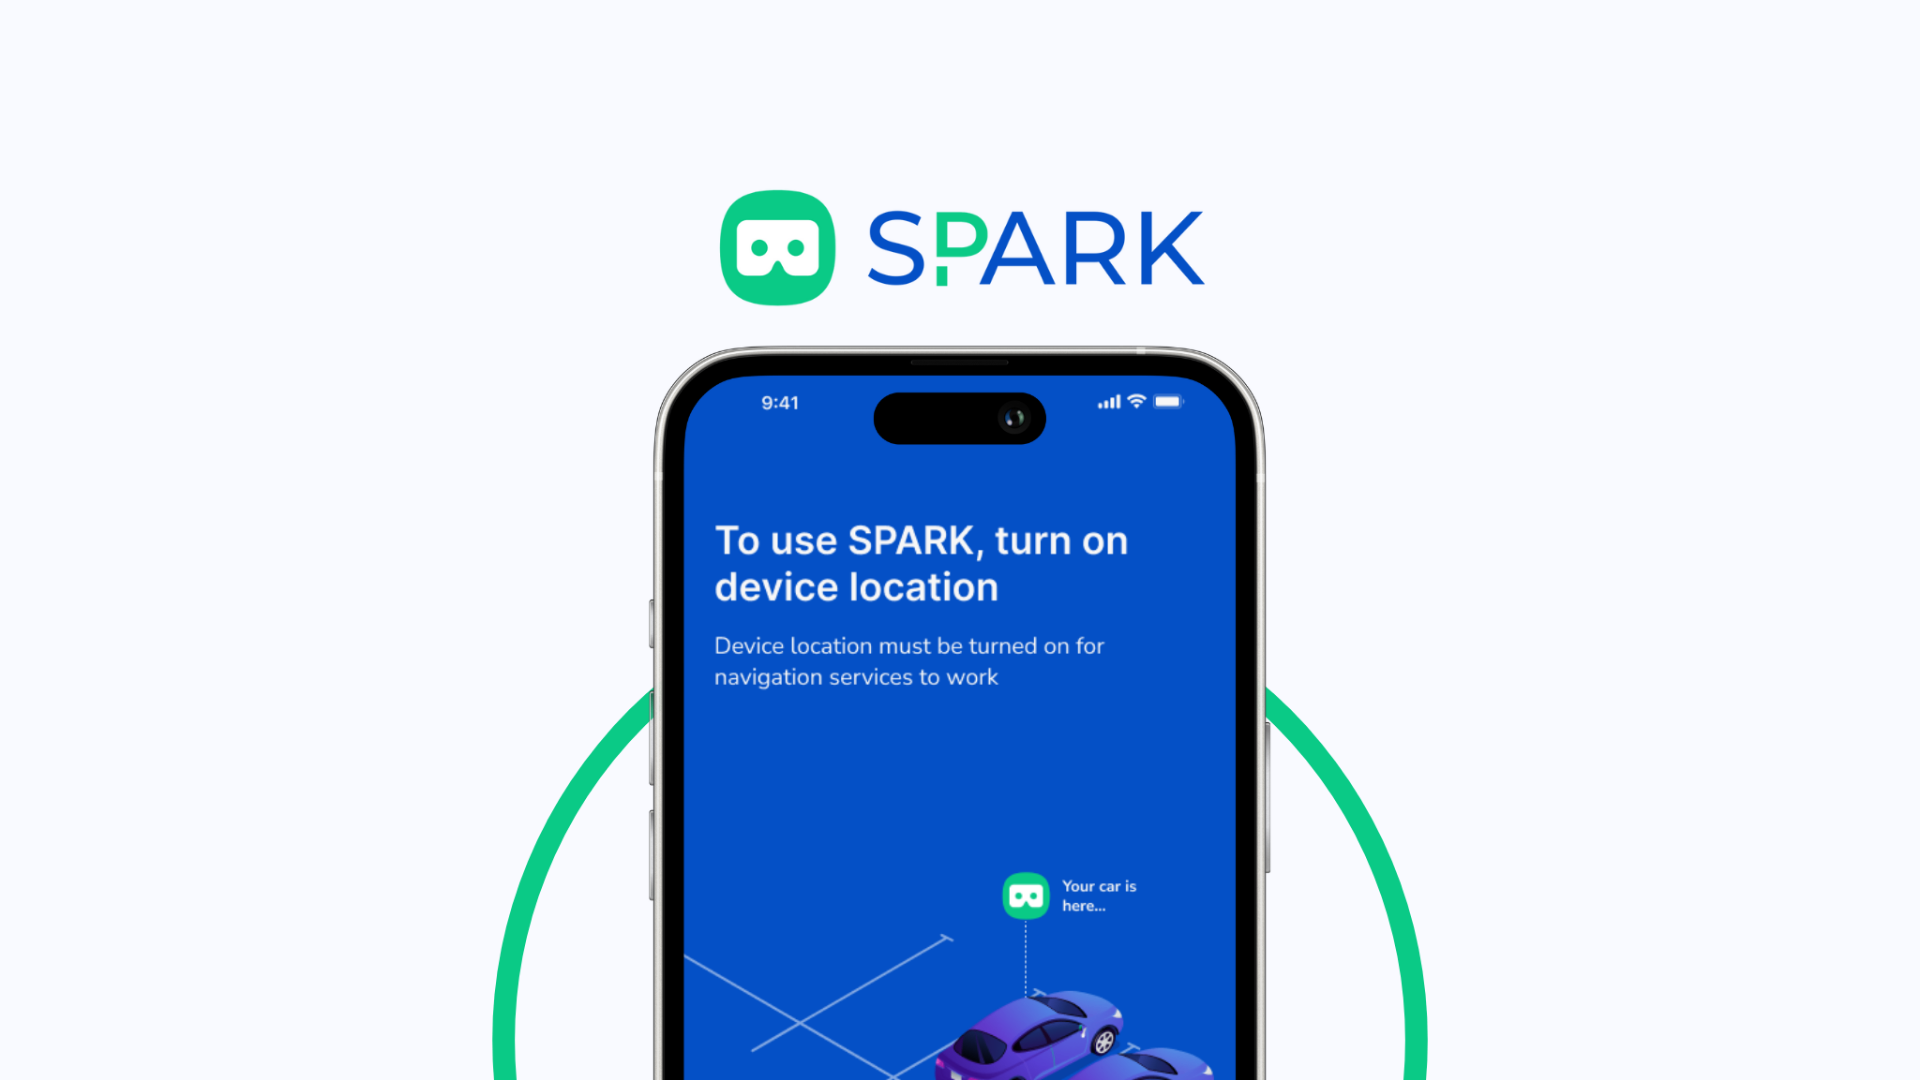 SPARK
9:41
To use SPARK, turn on
device location
Device location must be turned on for
navigation services to work
Your car is
here...